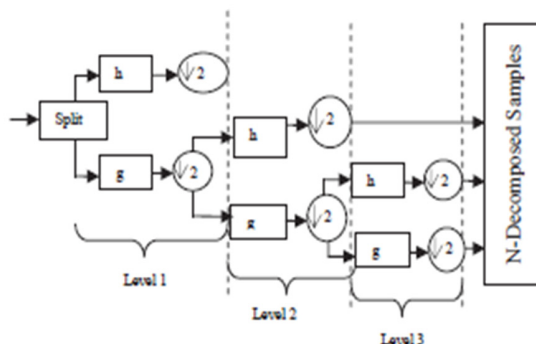 h
↓2
Split
g
↓2
h
↓2
g
↓2
h
↓2
g
↓2
N-Decomposed Samples
Level 1
Level 2
Level 3